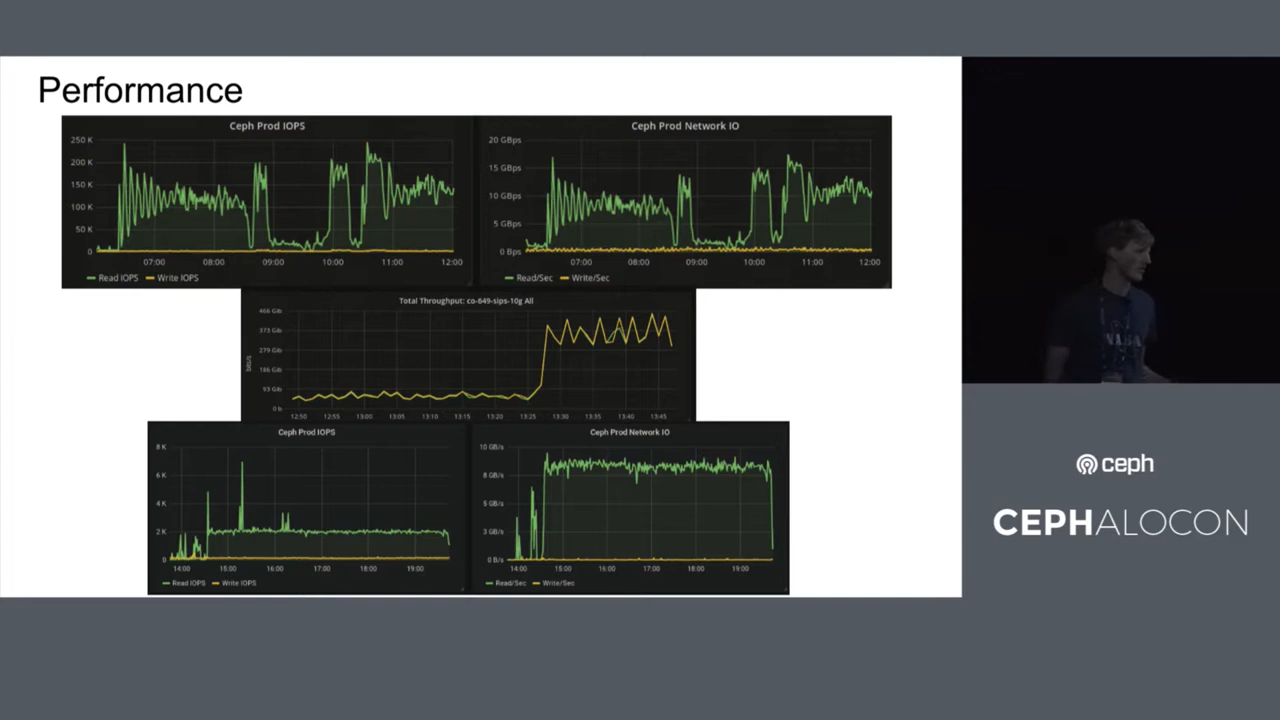 Performance
Ceph Prod IOPS
250 K
200 K
150 K
100 K
50 K
0
07:00 08:00 09:00 10:00 11:00 12:00
Read IOPS Write IOPS
Ceph Prod Network IO
20 GBps
15 GBps
10 GBps
5 GBps
0 Bps
07:00 08:00 09:00 10:00 11:00 12:00
Read/Sec Write/Sec
Total Throughput: co-649-sips-10g All
bits/s
466 Gib
373 Gib
279 Gib
186 Gib
93 Gib
0 b
12:50 12:55 13:00 13:05 13:10 13:15 13:20 13:25 13:30 13:35 13:40 13:45
Ceph Prod IOPS
8 K
6 K
4 K
2 K
0
14:00 15:00 16:00 17:00 18:00 19:00
Read IOPS Write IOPS
Ceph Prod Network IO
10 GB/s
8 GB/s
5 GB/s
3 GB/s
0 B/s
14:00 15:00 16:00 17:00 18:00 19:00
Read/Sec Write/Sec
NASA
ceph
CEPHALOCON